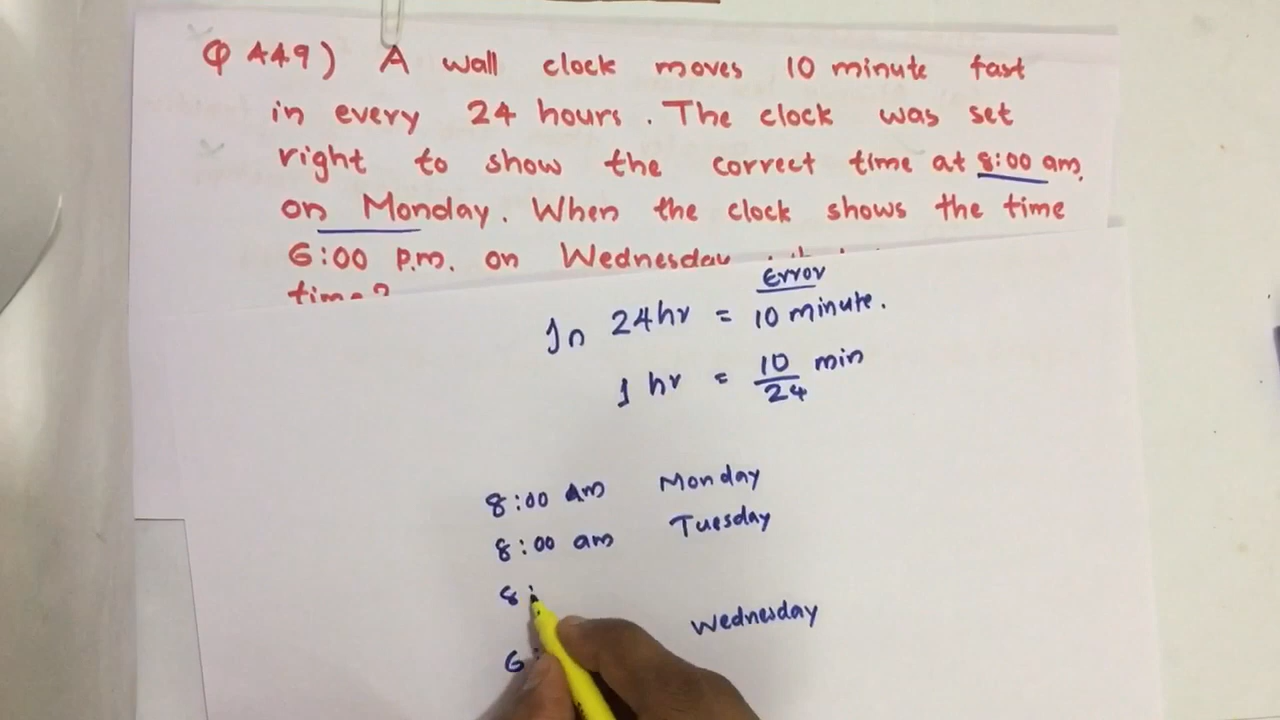 Q 449) A wall clock moves 10 minute fast
in every 24 hours. The clock was set
right to show the correct time at 8:00 am.
on Monday. When the clock shows the time
6:00 p.m. on Wednesday
time?
Error
In 24hr = 10 minute.
1 hr = 10/24 min
8:00 am Monday
8:00 am Tuesday
8:
Wednesday
6: